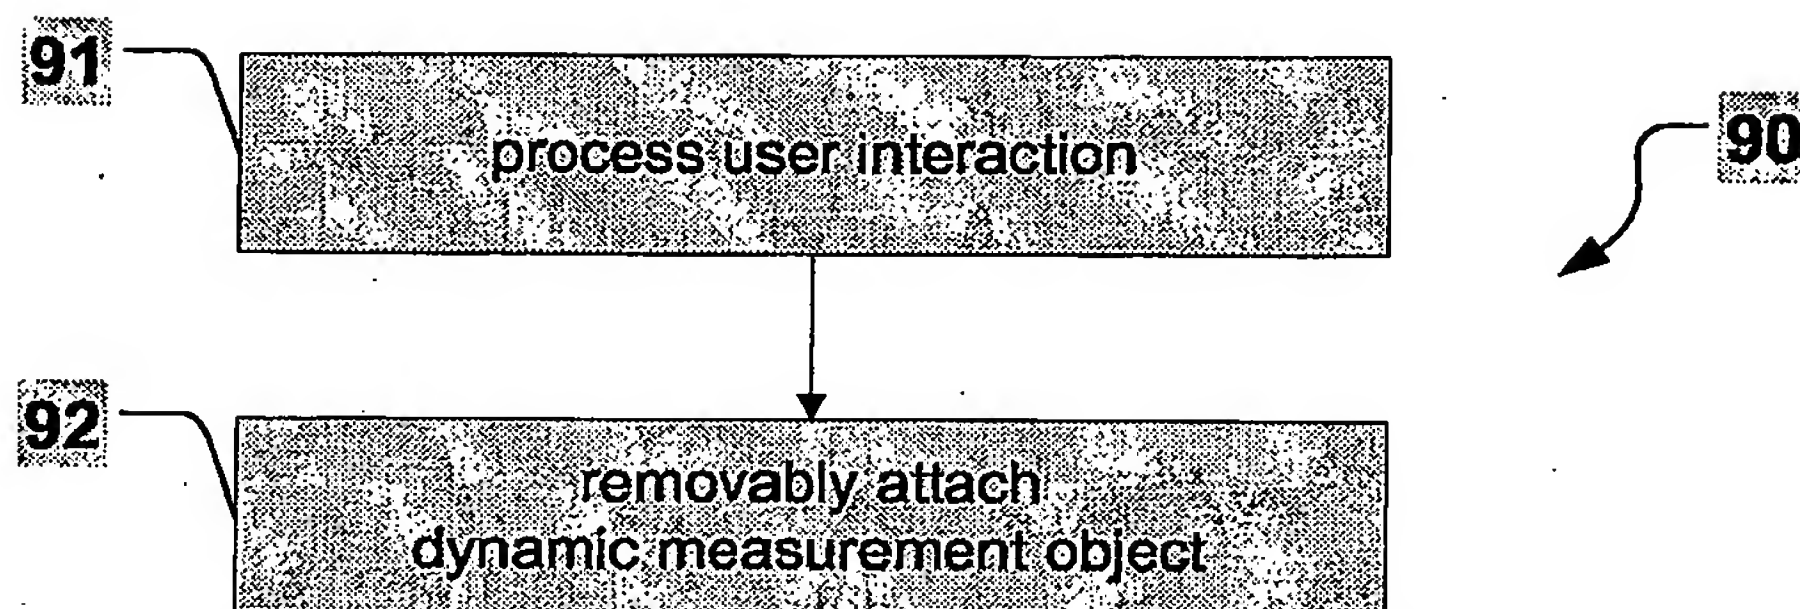 91
process user interaction
90
92
removably attach
dynamic measurement object